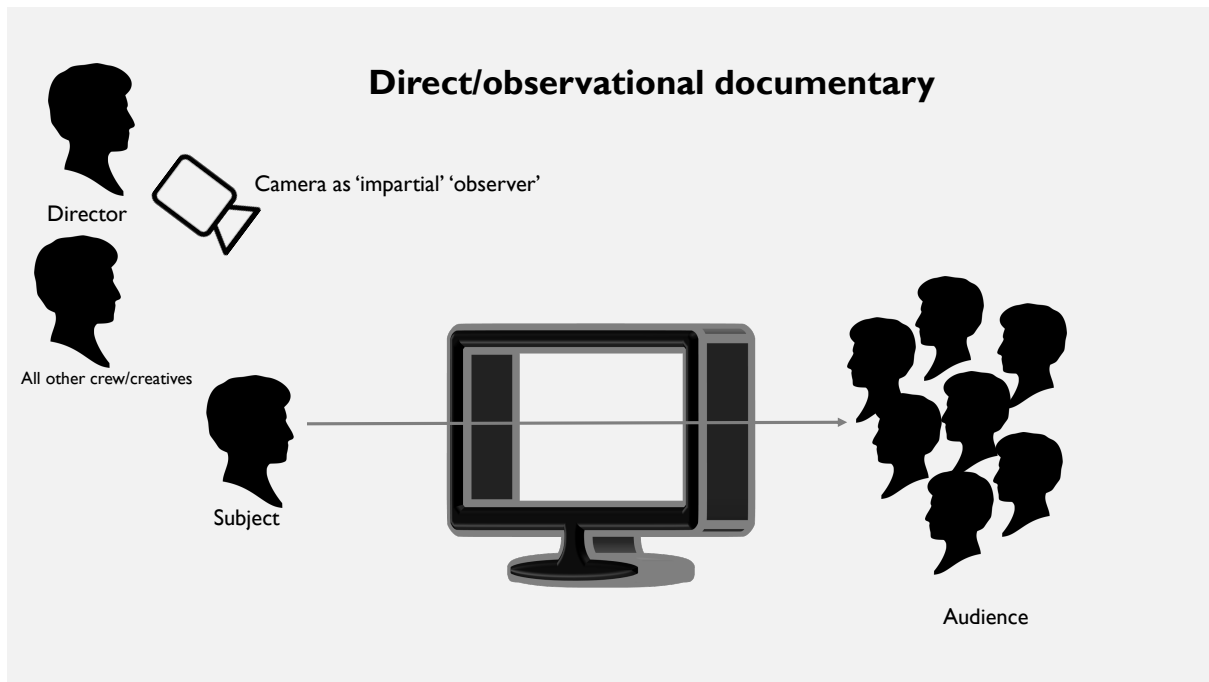 Direct/observational documentary
Camera as ‘impartial’ ‘observer’
Director
All other crew/creatives
Subject
Audience